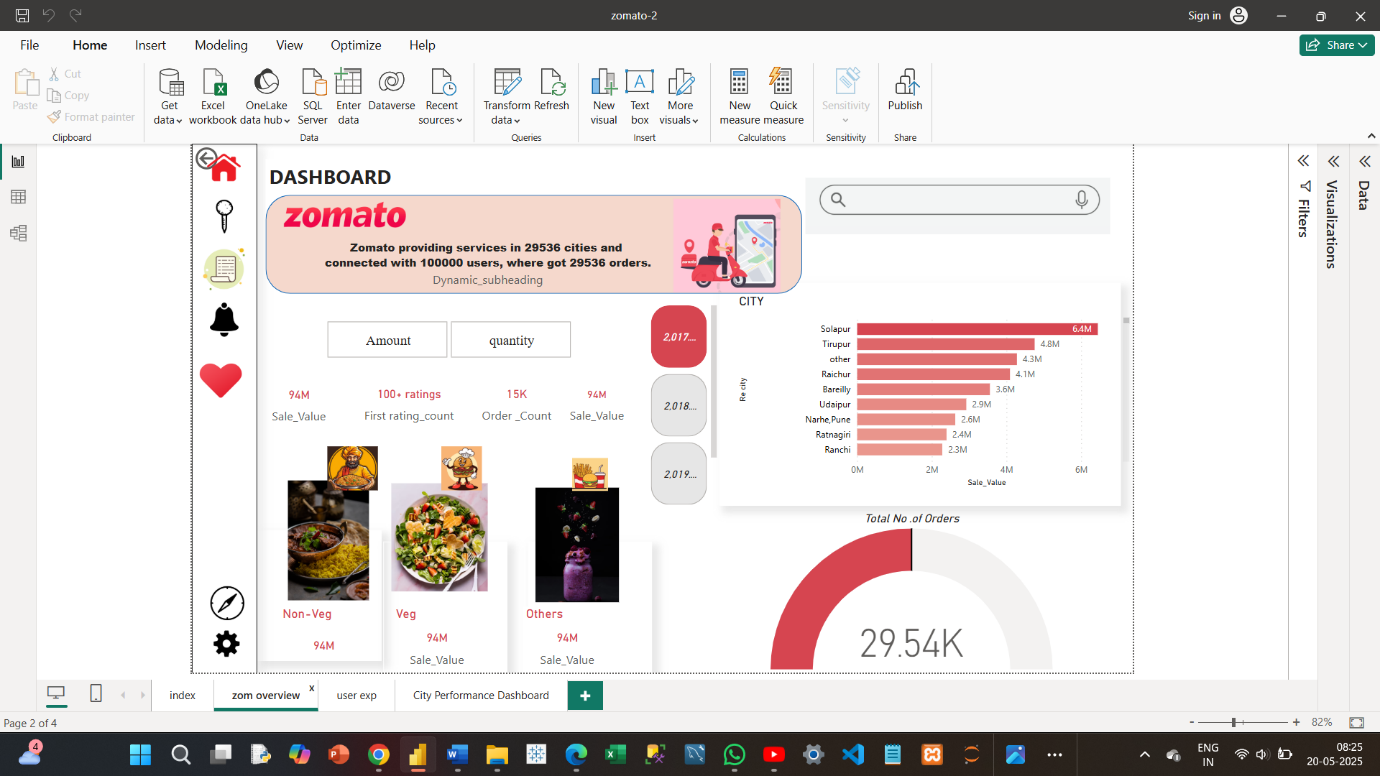 zomato-2
Sign in
File
Home
Insert
Modeling
View
Optimize
Help
Share
Paste
Cut
Copy
Format painter
Clipboard
Get data
Excel workbook
OneLake data hub
SQL Server
Enter data
Dataverse
Recent sources
Data
Transform data
Refresh
Queries
New visual
Text box
More visuals
Insert
New measure
Quick measure
Calculations
Sensitivity
Sensitivity
Publish
Share
DASHBOARD
zomato
Zomato providing services in 29536 cities and
connected with 100000 users, where got 29536 orders.
Dynamic_subheading
Amount
quantity
94M
Sale_Value
100+ ratings
First rating_count
15K
Order _Count
94M
Sale_Value
2,017....
2,018....
2,019....
CITY
Re city
Solapur 6.4M
Tirupur 4.8M
other 4.3M
Raichur 4.1M
Bareilly 3.6M
Udaipur 2.9M
Narhe,Pune 2.6M
Ratnagiri 2.4M
Ranchi 2.3M
0M 2M 4M 6M
Sale_Value
Non-Veg
94M
Veg
94M
Sale_Value
Others
94M
Sale_Value
Total No .of Orders
29.54K
Filters
Visualizations
Data
index
zom overview
x
user exp
City Performance Dashboard
+
Page 2 of 4
- + 82%
4
ENG
IN
08:25
20-05-2025